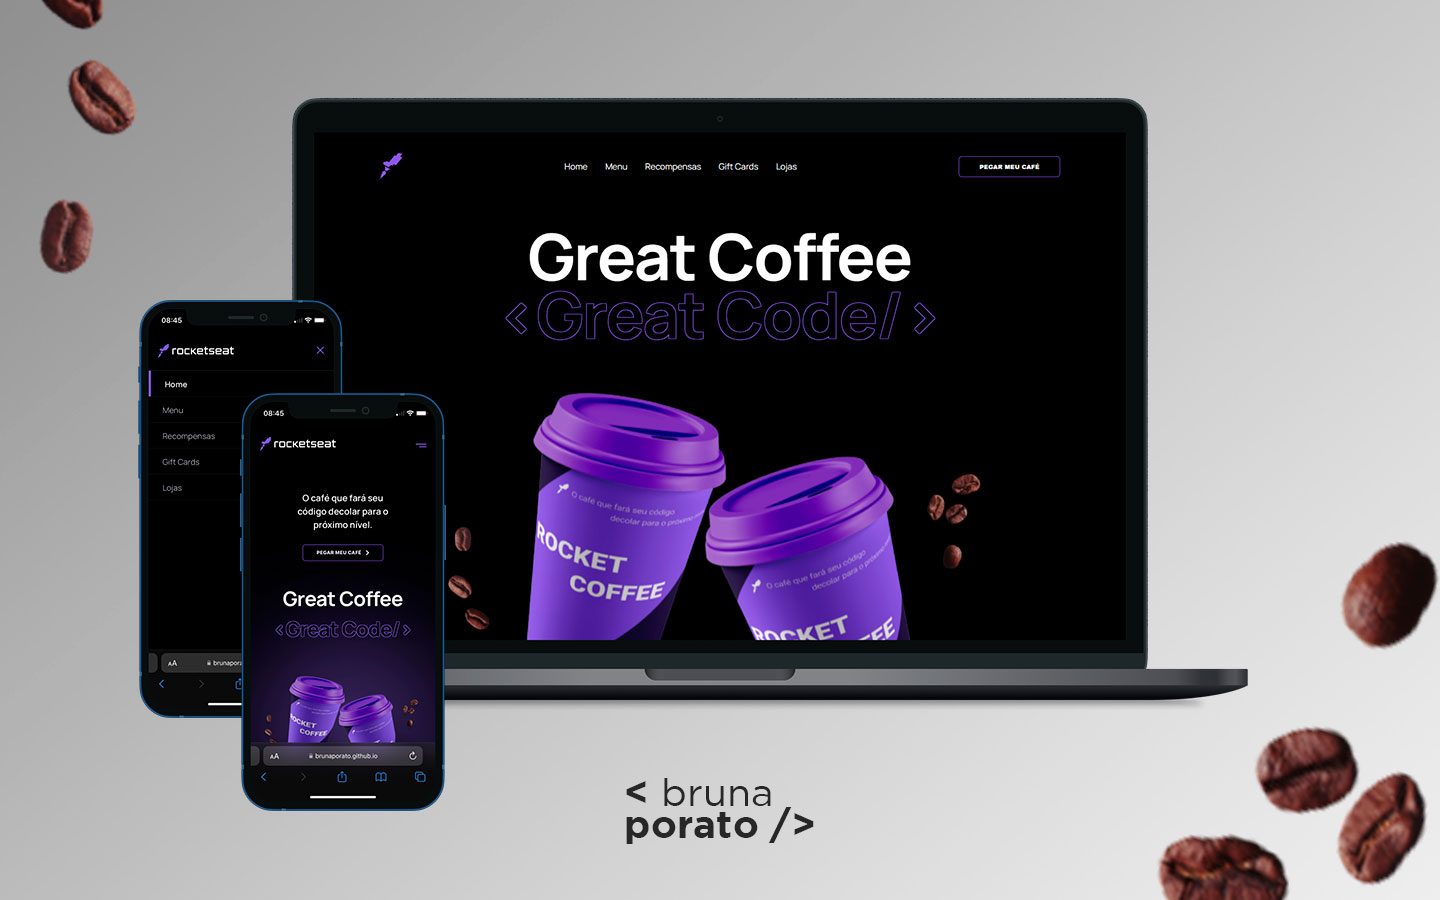 Home Menu Recompensas Gift Cards Lojas
PEGAR MEU CAFÉ
Great Coffee
< Great Code/ >
O café que fará seu código
decolar para o próximo
ROCKET
COFFEE
O café que fará seu código
decolar para o próximo
ROCKET
08:45
rocketseat
Home
Menu
Recompensas
Gift Cards
Lojas
AA
08:45
rocketseat
O café que fará seu
código decolar para o
próximo nível.
PEGAR MEU CAFÉ >
Great Coffee
<Great Code/>
ROCKET
COFFEE
AA brunaporato.github.io
< bruna
porato />